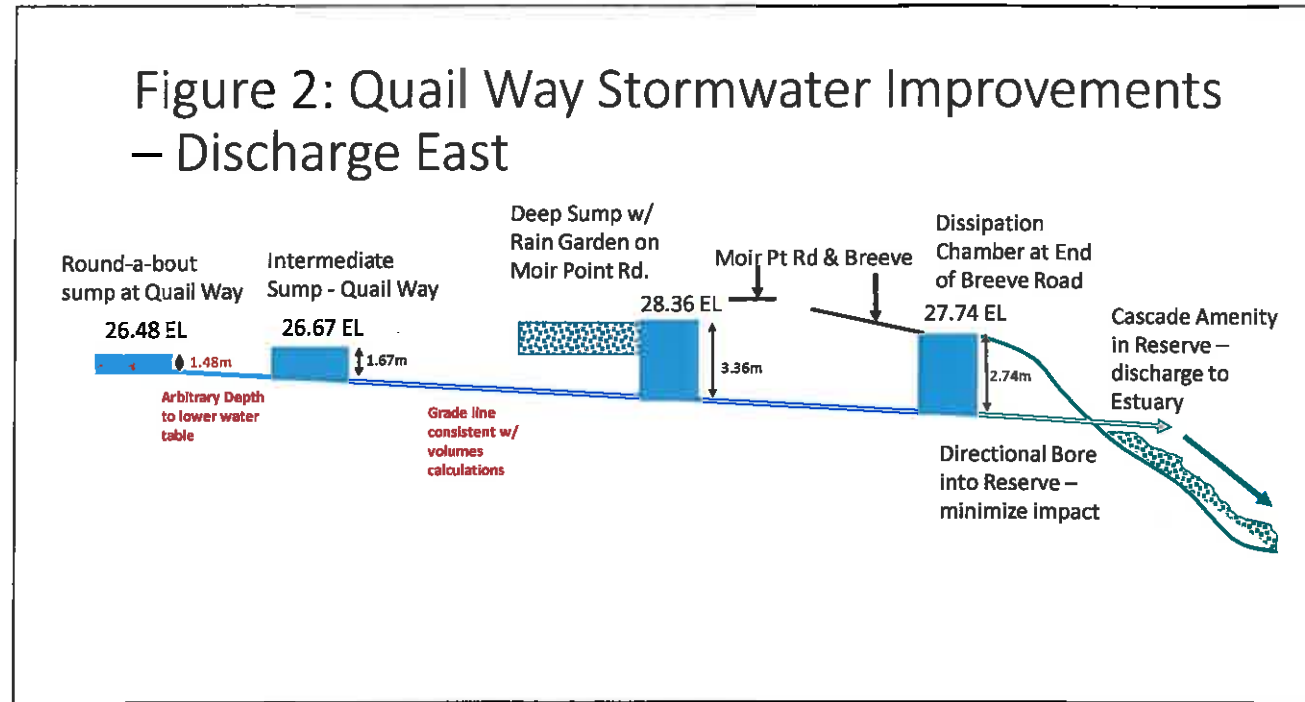 Figure 2: Quail Way Stormwater Improvements
– Discharge East
Round-a-bout
sump at Quail Way
26.48 EL
1.48m
Arbitrary Depth
to lower water
table
Intermediate
Sump - Quail Way
26.67 EL
1.67m
Grade line
consistent w/
volumes
calculations
Deep Sump w/
Rain Garden on
Moir Point Rd.
28.36 EL
3.36m
Moir Pt Rd & Breeve
Dissipation
Chamber at End
of Breeve Road
27.74 EL
2.74m
Directional Bore
into Reserve –
minimize impact
Cascade Amenity
in Reserve –
discharge to
Estuary